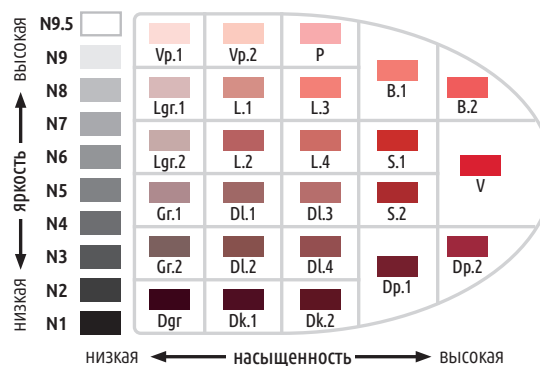 высокая
яркость
низкая
N9.5
N9
N8
N7
N6
N5
N4
N3
N2
N1
Vp.1 Vp.2 P
B.1 B.2
Lgr.1 L.1 L.3
Lgr.2 L.2 L.4 S.1
V
Gr.1 Dl.1 Dl.3 S.2
Gr.2 Dl.2 Dl.4
Dp.1 Dp.2
Dgr Dk.1 Dk.2
низкая насыщенность высокая